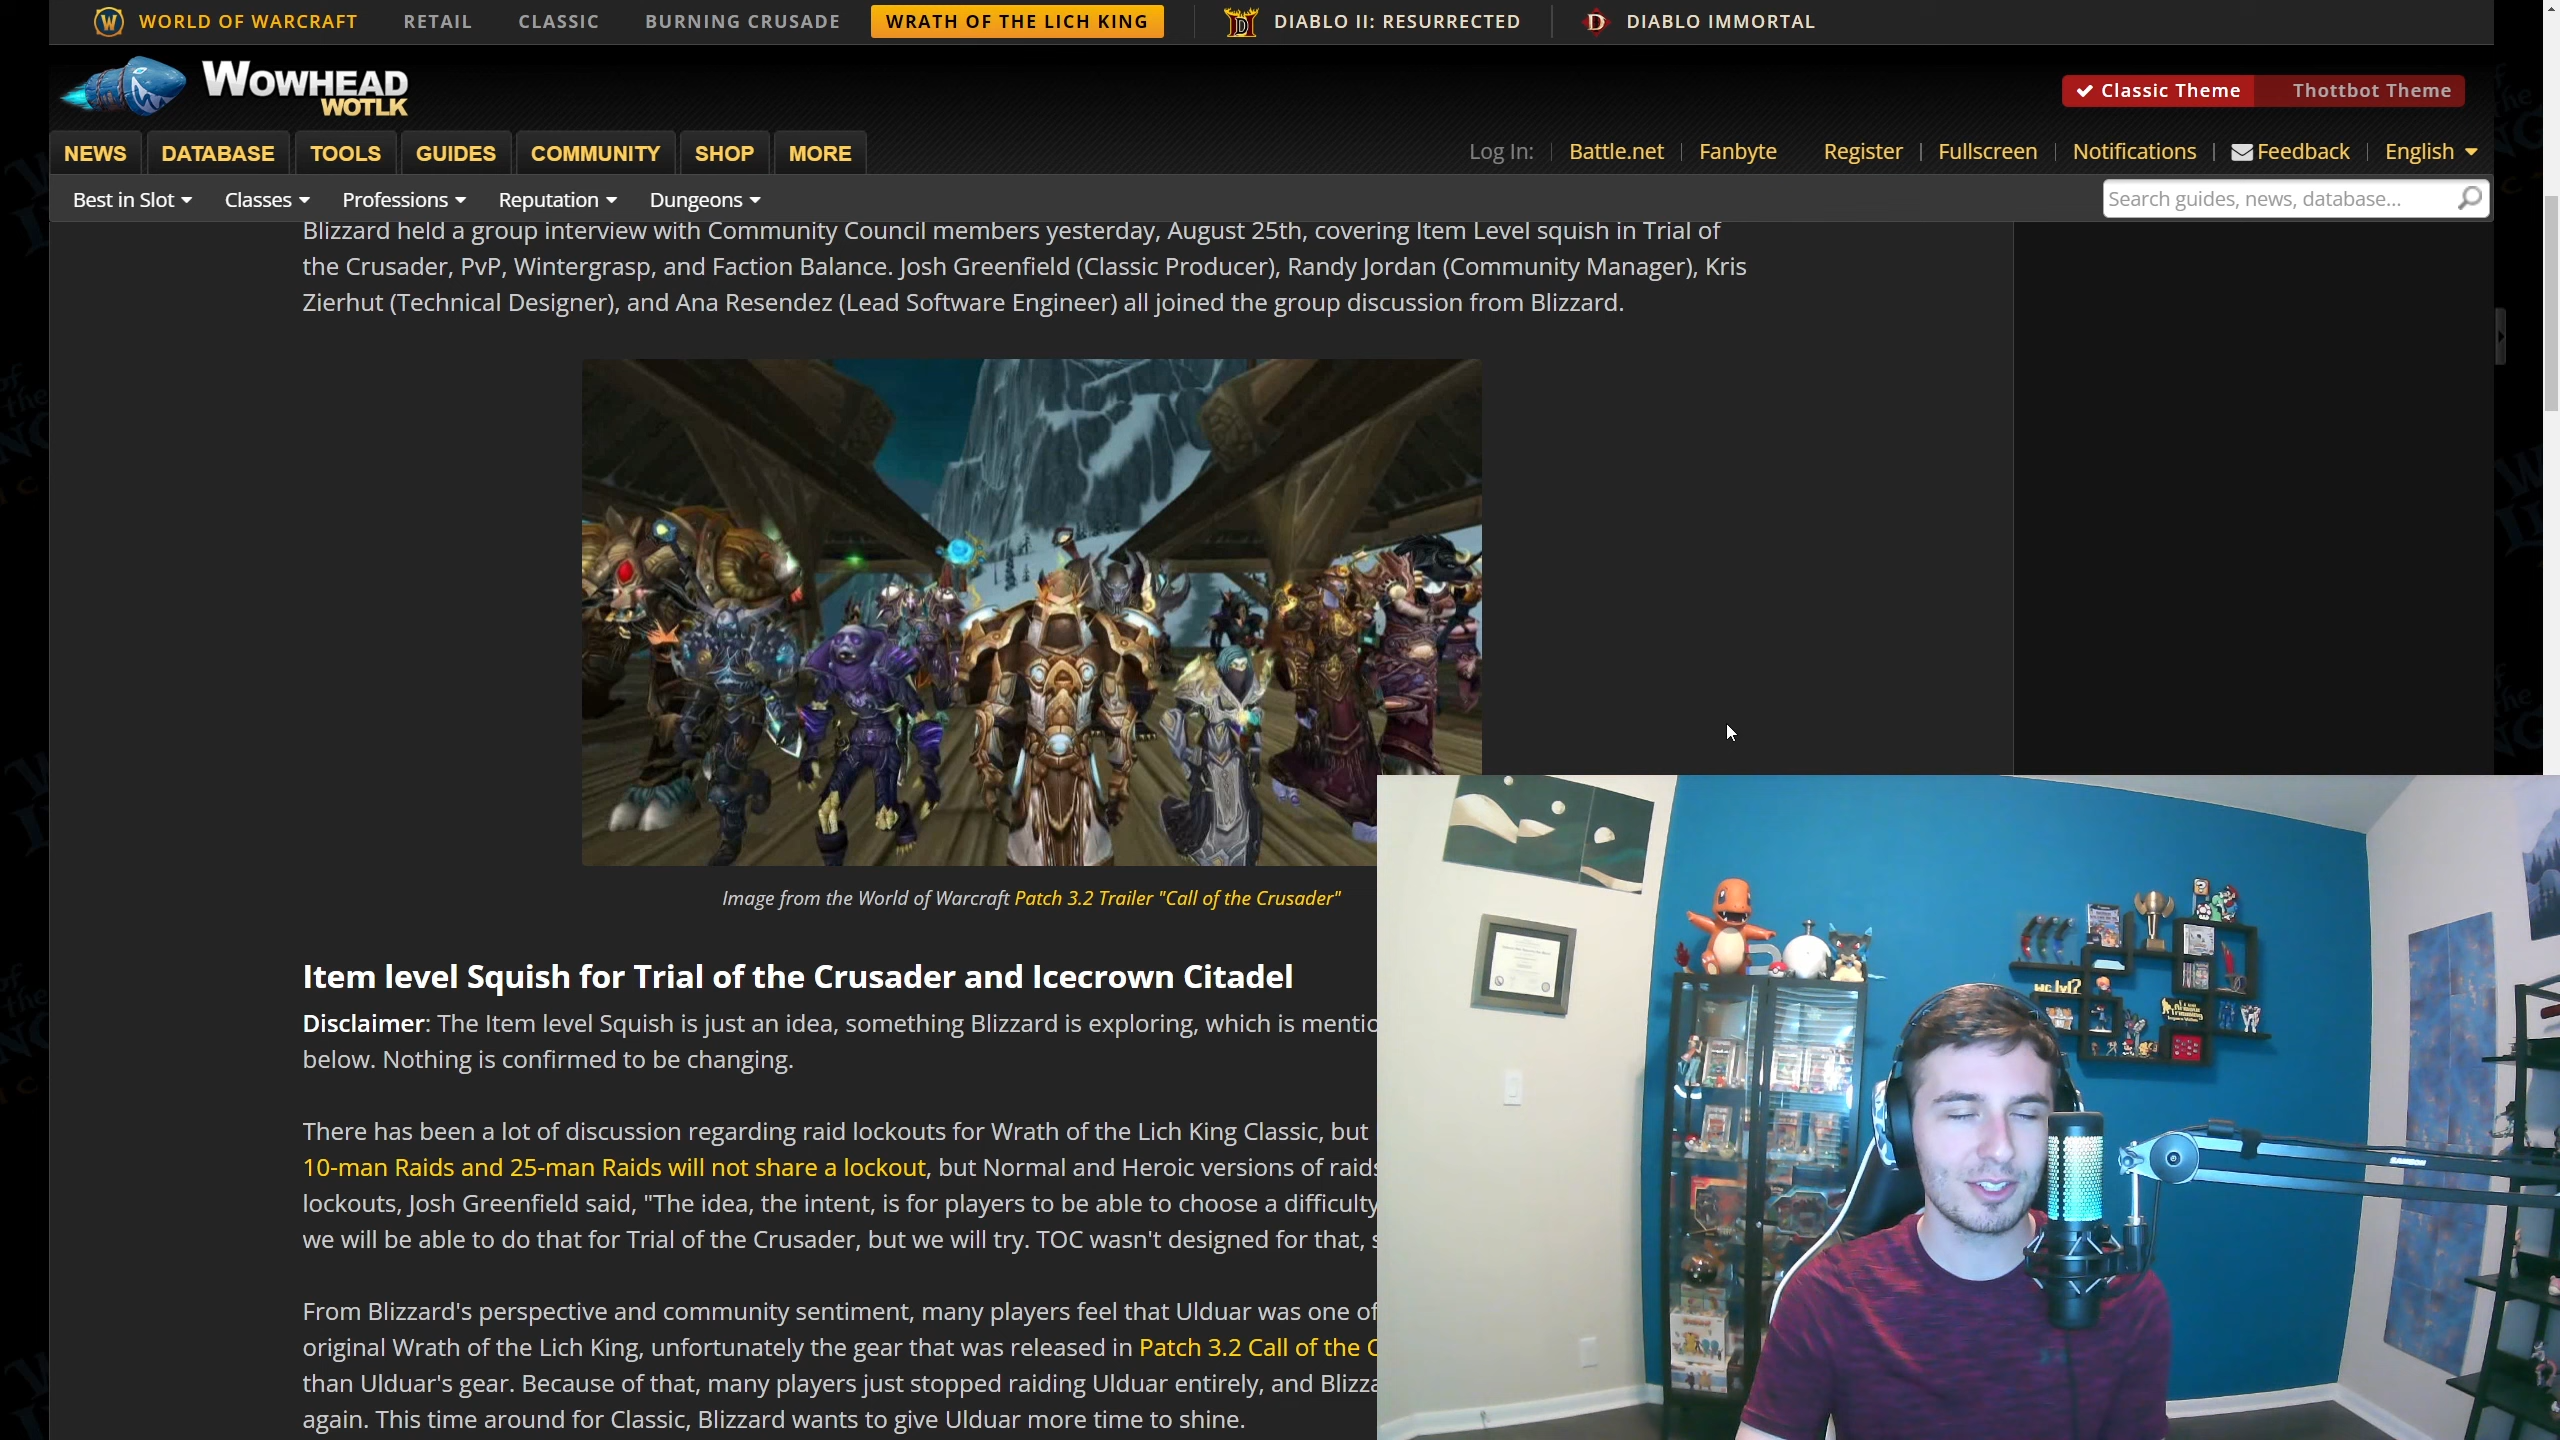 WORLD OF WARCRAFT RETAIL CLASSIC BURNING CRUSADE WRATH OF THE LICH KING DIABLO II: RESURRECTED DIABLO IMMORTAL
WOWHEAD
WOTLK
Classic Theme Thottbot Theme
NEWS DATABASE TOOLS GUIDES COMMUNITY SHOP MORE
Log In: Battle.net Fanbyte Register Fullscreen Notifications Feedback English
Best in Slot Classes Professions Reputation Dungeons
Search guides, news, database...
Blizzard held a group interview with Community Council members yesterday, August 25th, covering Item Level squish in Trial of
the Crusader, PvP, Wintergrasp, and Faction Balance. Josh Greenfield (Classic Producer), Randy Jordan (Community Manager), Kris
Zierhut (Technical Designer), and Ana Resendez (Lead Software Engineer) all joined the group discussion from Blizzard.
Image from the World of Warcraft Patch 3.2 Trailer "Call of the Crusader"
Item level Squish for Trial of the Crusader and Icecrown Citadel
Disclaimer: The Item level Squish is just an idea, something Blizzard is exploring, which is mentio
below. Nothing is confirmed to be changing.
There has been a lot of discussion regarding raid lockouts for Wrath of the Lich King Classic, but
10-man Raids and 25-man Raids will not share a lockout, but Normal and Heroic versions of raids
lockouts, Josh Greenfield said, "The idea, the intent, is for players to be able to choose a difficulty
we will be able to do that for Trial of the Crusader, but we will try. TOC wasn't designed for that, s
From Blizzard's perspective and community sentiment, many players feel that Ulduar was one of
original Wrath of the Lich King, unfortunately the gear that was released in Patch 3.2 Call of the C
than Ulduar's gear. Because of that, many players just stopped raiding Ulduar entirely, and Blizza
again. This time around for Classic, Blizzard wants to give Ulduar more time to shine.
SAMSON